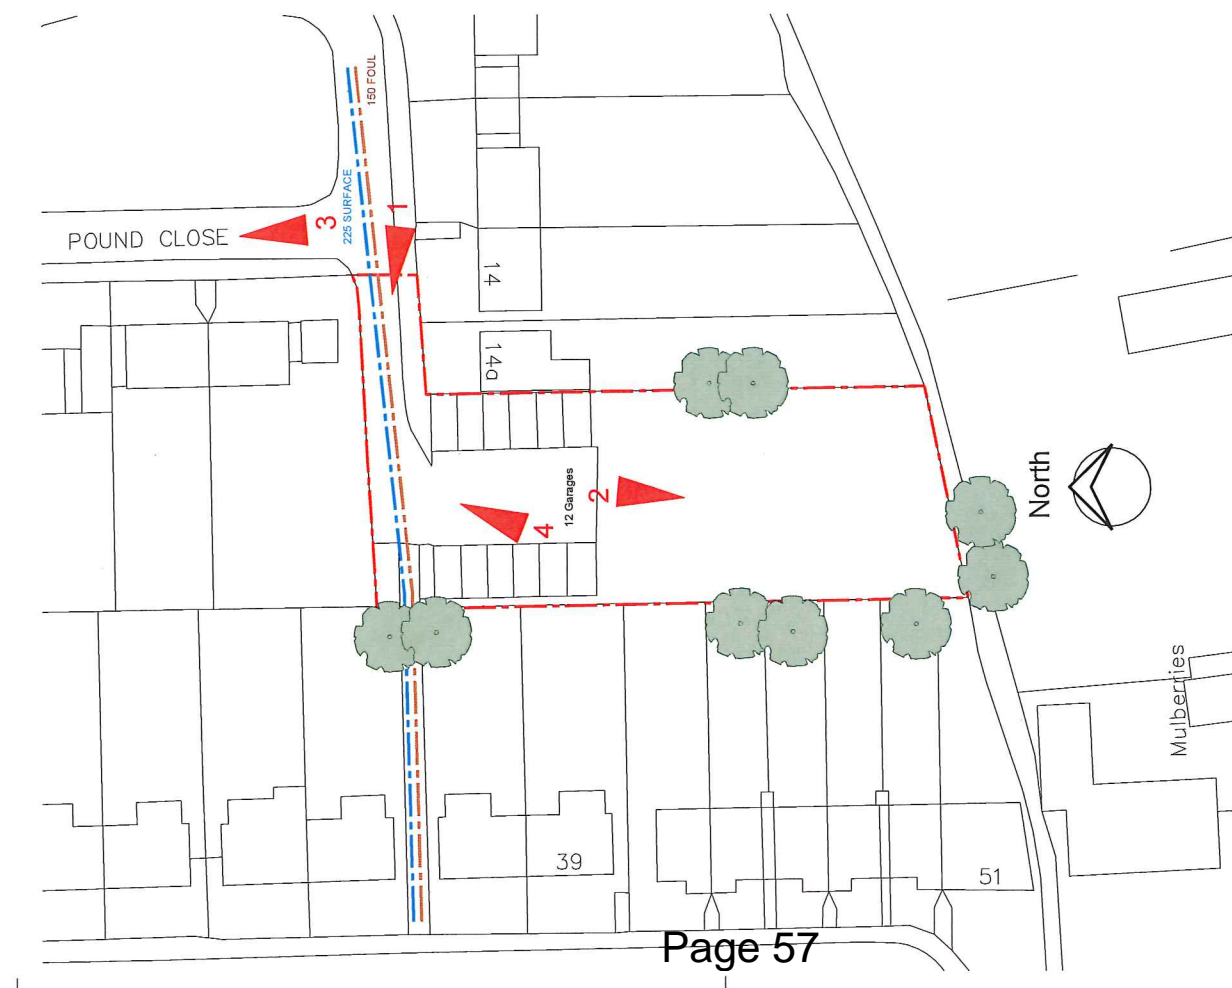 150 FOUL
225 SURFACE
POUND CLOSE
3
1
14
14a
North
12 Garages
2
4
Mulberries
39
51
Page 57